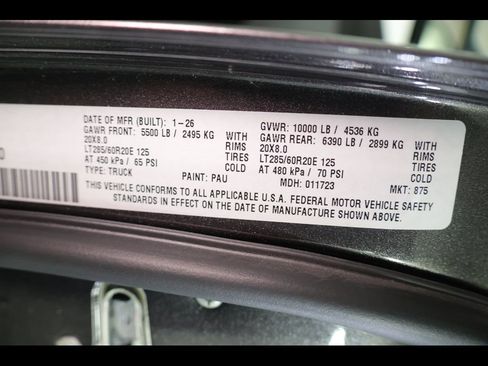 DATE OF MFR (BUILT): 1-26 GVWR: 10000 LB / 4536 KG
GAWR FRONT: 5500 LB / 2495 KG WITH GAWR REAR: 6390 LB / 2899 KG WITH
20X8.0 RIMS 20X8.0 RIMS
LT285/60R20E 125 TIRES LT285/60R20E 125 TIRES
AT 450 kPa / 65 PSI COLD AT 480 kPa / 70 PSI COLD
TYPE: TRUCK PAINT: PAU MDH: 011723 MKT: 875
THIS VEHICLE CONFORMS TO ALL APPLICABLE U.S.A. FEDERAL MOTOR VEHICLE SAFETY
STANDARDS IN EFFECT ON THE DATE OF MANUFACTURE SHOWN ABOVE.